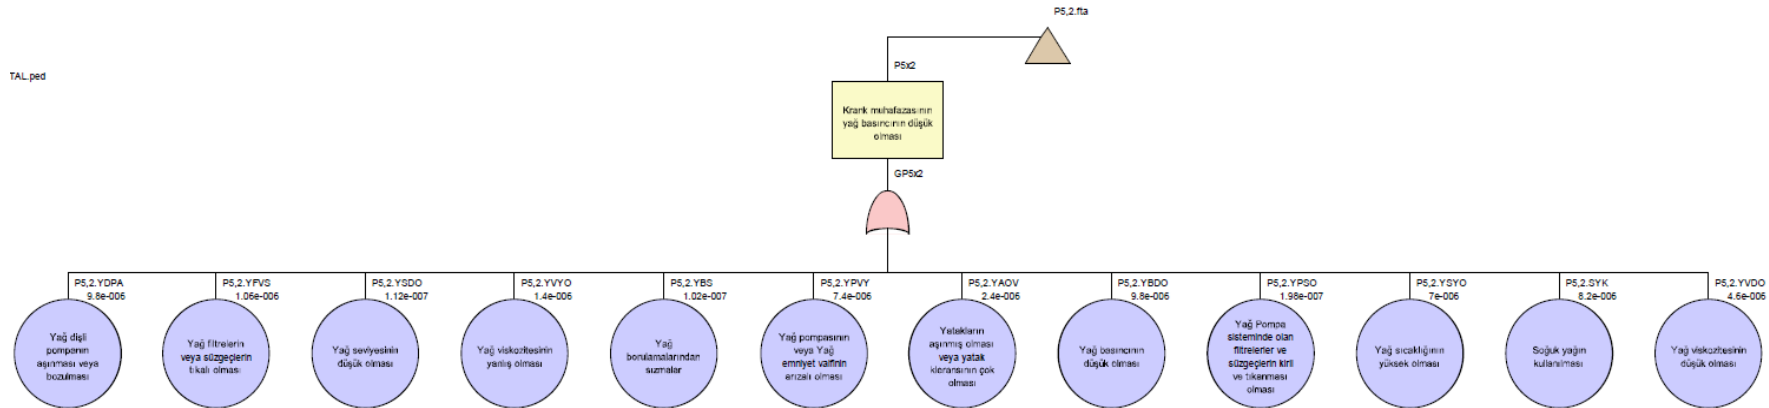 P5,2.fta
TAL.ped
P5x2
Krank muhafazasının
yağ basıncının düşük
olması
GP5x2
P5,2.YDPA
9.8e-006
P5,2.YFVS
1.06e-006
P5,2.YSDO
1.12e-007
P5,2.YVYO
1.4e-006
P5,2.YBS
1.02e-007
P5,2.YPVY
7.4e-006
P5,2.YAOV
2.4e-006
P5,2.YBDO
9.8e-006
P5,2.YPSO
1.98e-007
P5,2.YSYO
7e-006
P5,2.SYK
8.2e-006
P5,2.YVDO
4.6e-006
Yağ dişli
pompanın
aşınması veya
bozulması
Yağ filtrelerin
veya süzgeçlerin
tıkalı olması
Yağ seviyesinin
düşük olması
Yağ viskozitesinin
yanlış olması
Yağ
borulamalarından
sızmalar
Yağ pompasının
veya Yağ
emniyet valfinin
arızalı olması
Yatakların
aşınmış olması
veya yatak
kleransının çok
olması
Yağ basıncının
düşük olması
Yağ Pompa
sisteminde olan
filtrelerler ve
süzgeçlerin kirli
ve tıkanması
olması
Yağ sıcaklığının
yüksek olması
Soğuk yağın
kullanılması
Yağ viskozitesinin
düşük olması